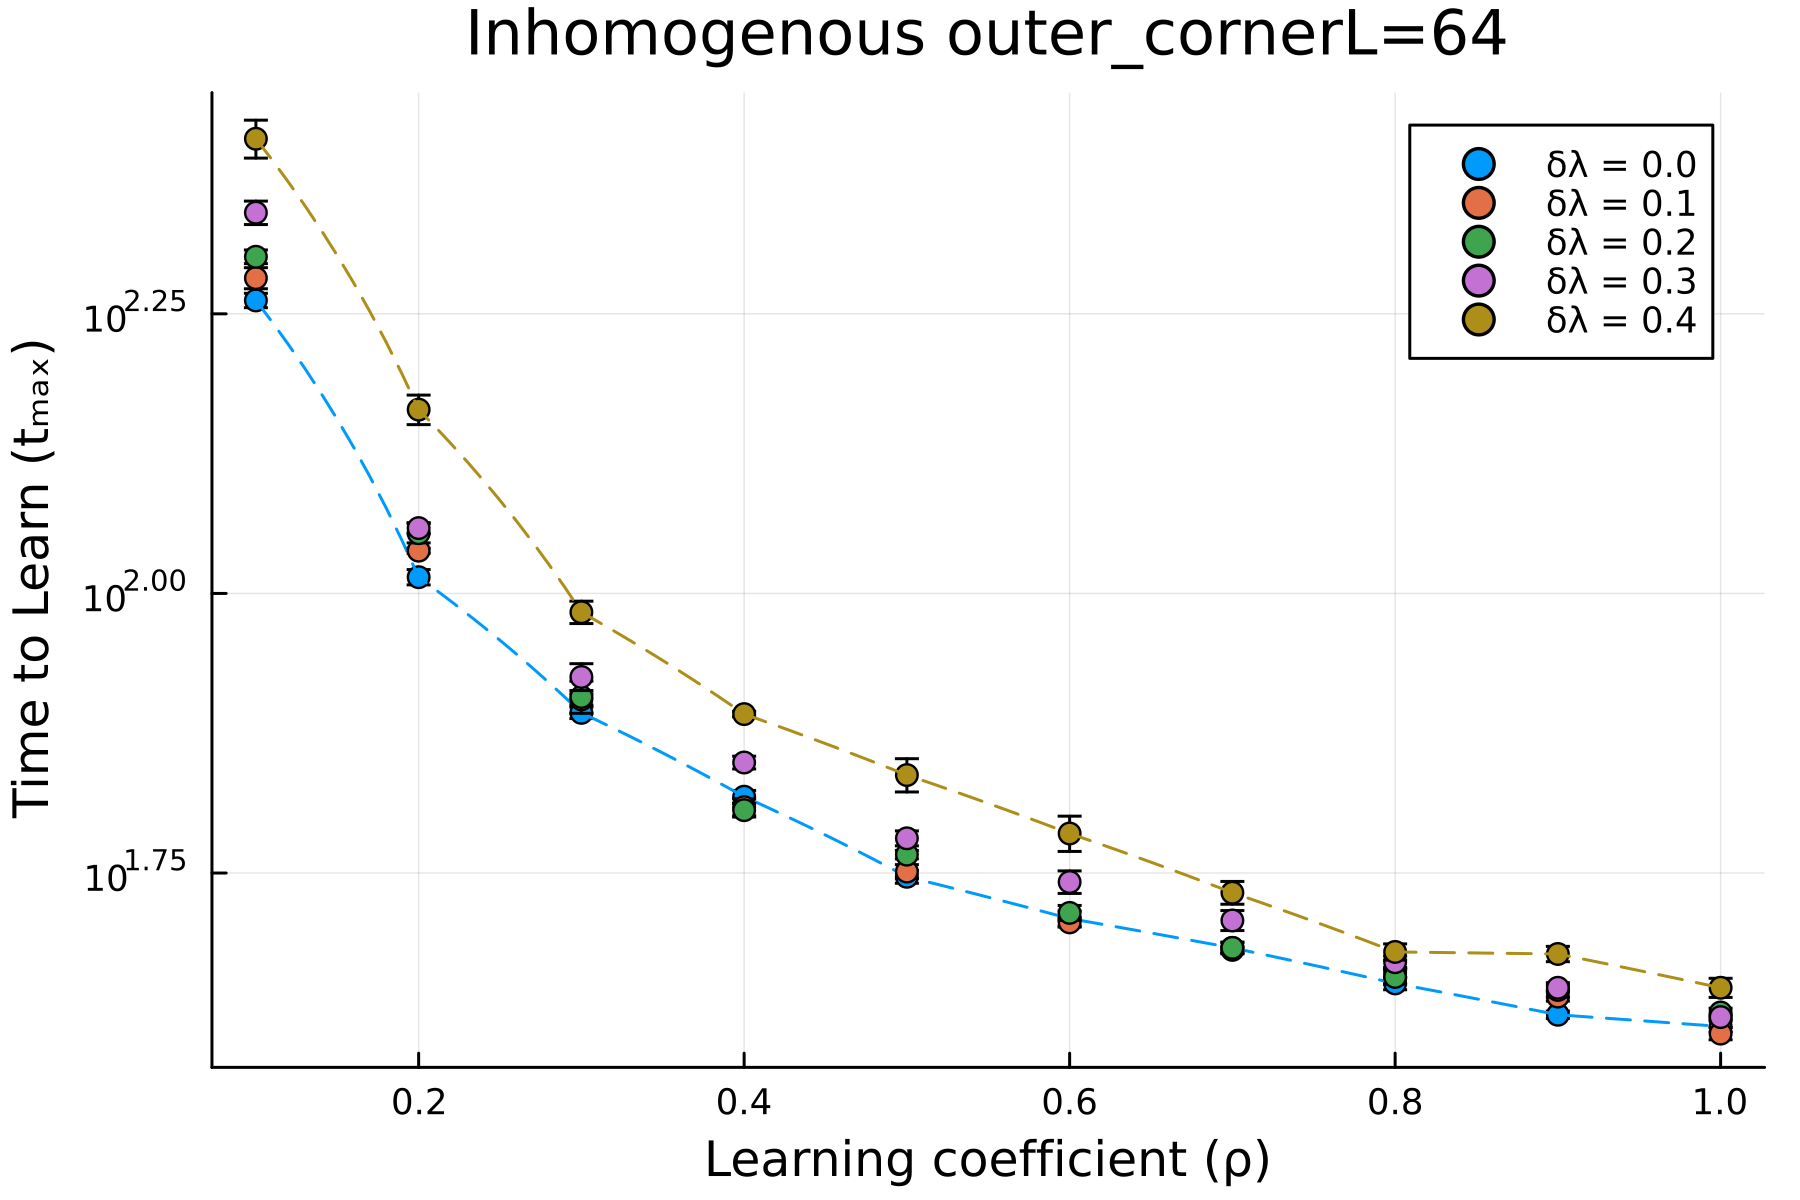 Inhomogenous outer_cornerL=64
δλ = 0.0
δλ = 0.1
δλ = 0.2
δλ = 0.3
δλ = 0.4
10^2.25
10^2.00
10^1.75
Time to Learn (tₘₐₓ)
0.2 0.4 0.6 0.8 1.0
Learning coefficient (ρ)